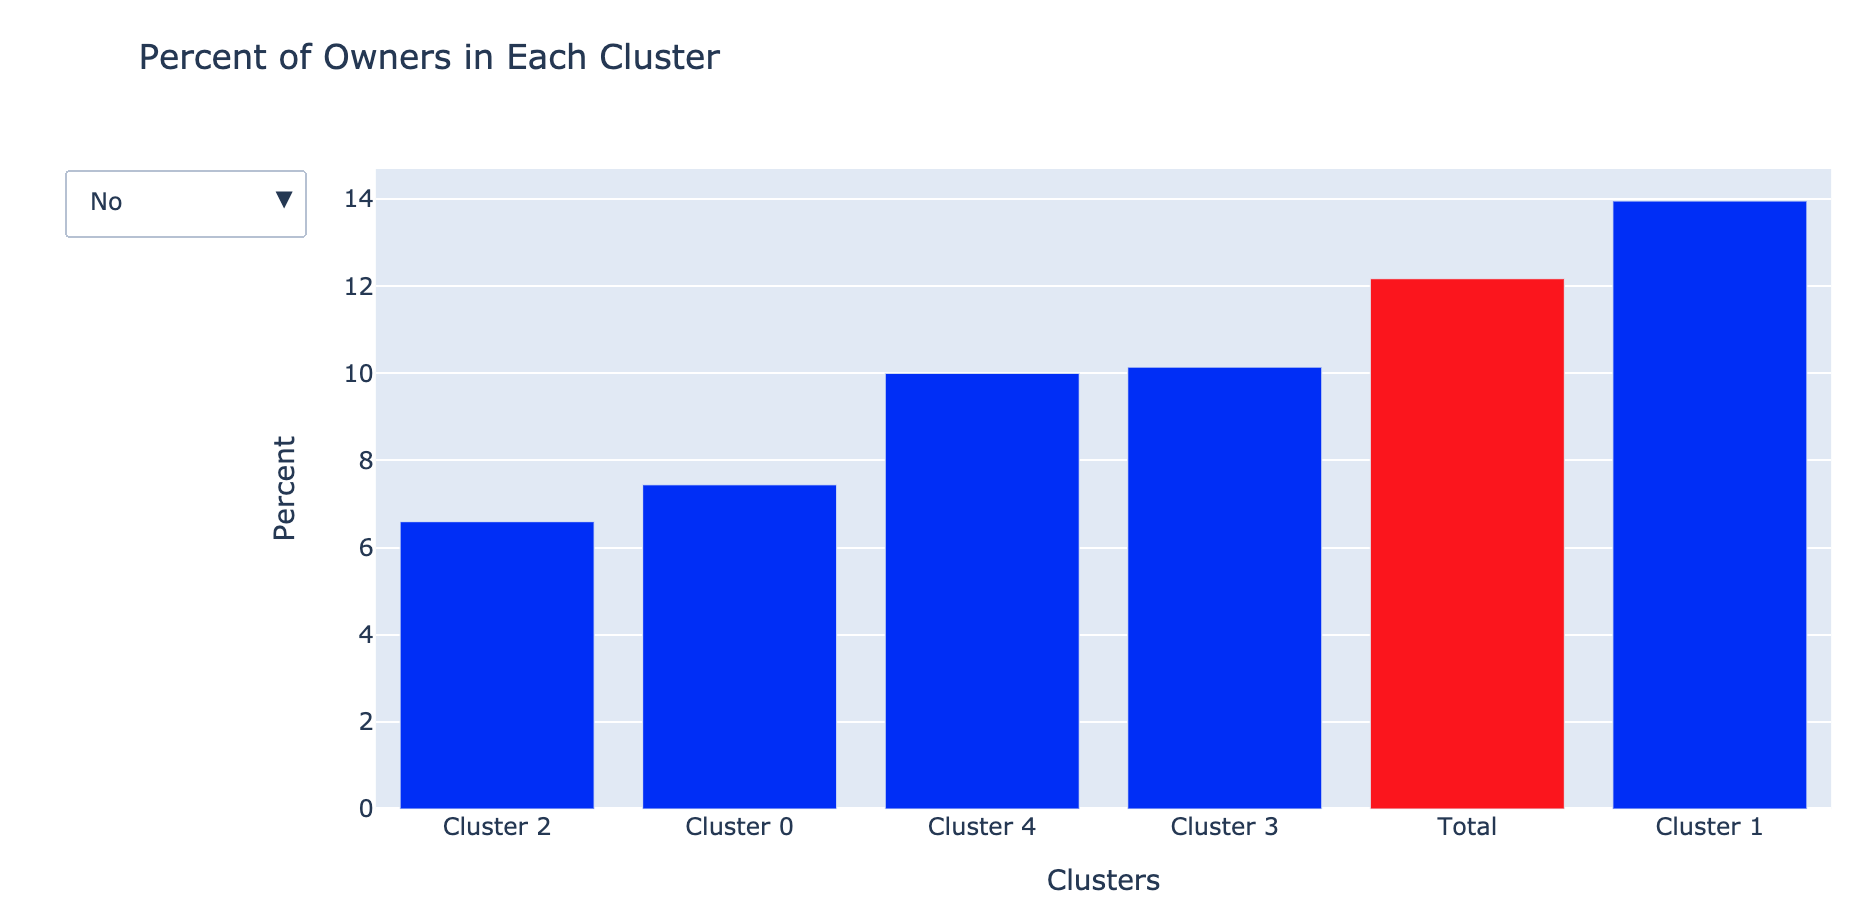 Percent of Owners in Each Cluster
No ▼
14
12
10
8
6
4
2
0
Percent
Cluster 2 Cluster 0 Cluster 4 Cluster 3 Total Cluster 1
Clusters